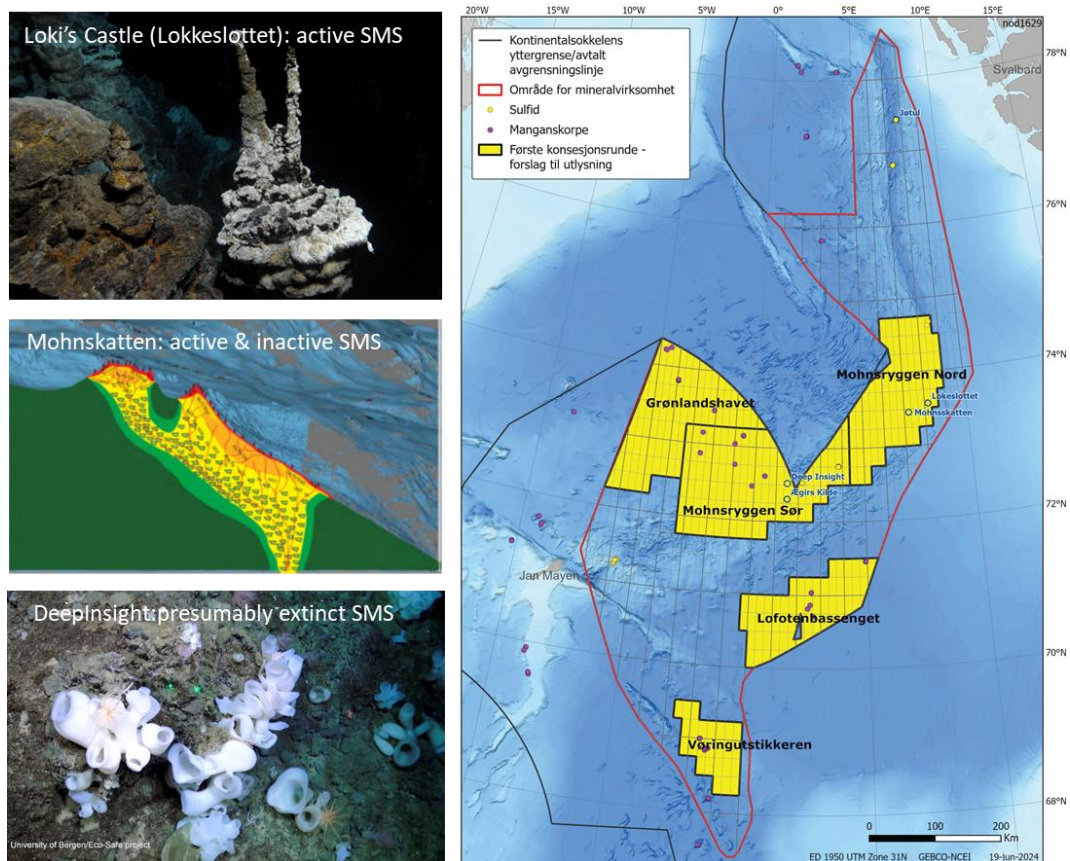 Loki's Castle (Lokkeslottet): active SMS
Mohnskatten: active & inactive SMS
DeepInsight:presumably extinct SMS
University of Bergen/Eco-Safe project
20°W
15°W
10°W
5°W
0°
5°E
10°E
15°E
20°E
nod1629
Kontinentalsokkelens
yttergrense/avtalt
avgrensningslinje
Område for mineralvirksomhet
Sulfid
Manganskorpe
Første konsesjonsrunde -
forslag til utlysning
78°N
Svalbard
Jøtul
76°N
74°N
Mohnsryggen Nord
Lokeslottet
Mohnsskatten
Grønlandshavet
Deep Insight
Ægirs Kilde
72°N
Mohnsryggen Sør
Jan Mayen
Lofotenbassenget
70°N
Vøringutstikkeren
68°N
0 100 200
Km
ED 1950 UTM Zone 31N GEBCO-NCEI 19-jun-2024